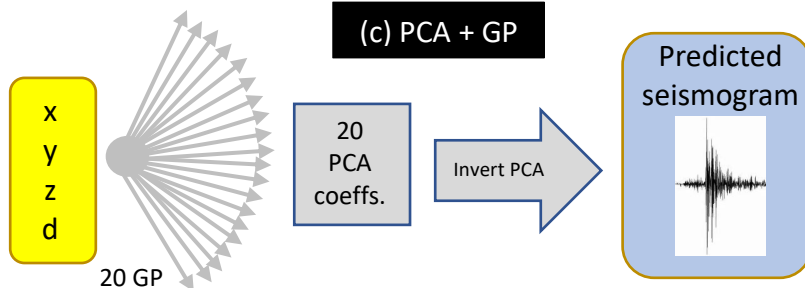 (c) PCA + GP
x
y
z
d
20 GP
20
PCA
coeffs.
Invert PCA
Predicted
seismogram